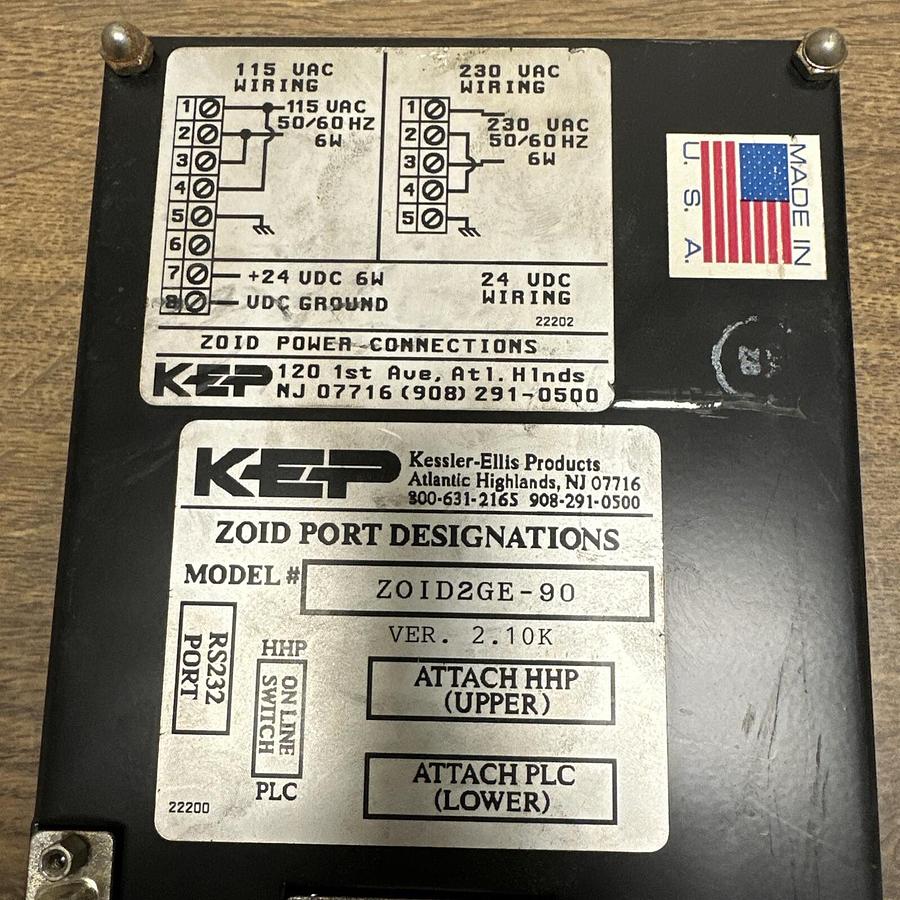 115 VAC
WIRING
1
2
3
4
5
6
7
8
115 VAC
50/60 HZ
6W
230 VAC
WIRING
1
2
3
4
5
230 VAC
50/60 HZ
6W
+24 VDC 6W
VDC GROUND
24 VDC
WIRING
22202
ZOID POWER CONNECTIONS
KEP
120 1st Ave, Atl. Hlnds
NJ 07716 (908) 291-0500
MADE IN
U. S. A.
KEP
Kessler-Ellis Products
Atlantic Highlands, NJ 07716
800-631-2165 908-291-0500
ZOID PORT DESIGNATIONS
MODEL # ZOID2GE-90
VER. 2.10K
RS232
PORT
HHP
ON LINE
SWITCH
PLC
ATTACH HHP
(UPPER)
ATTACH PLC
(LOWER)
22200